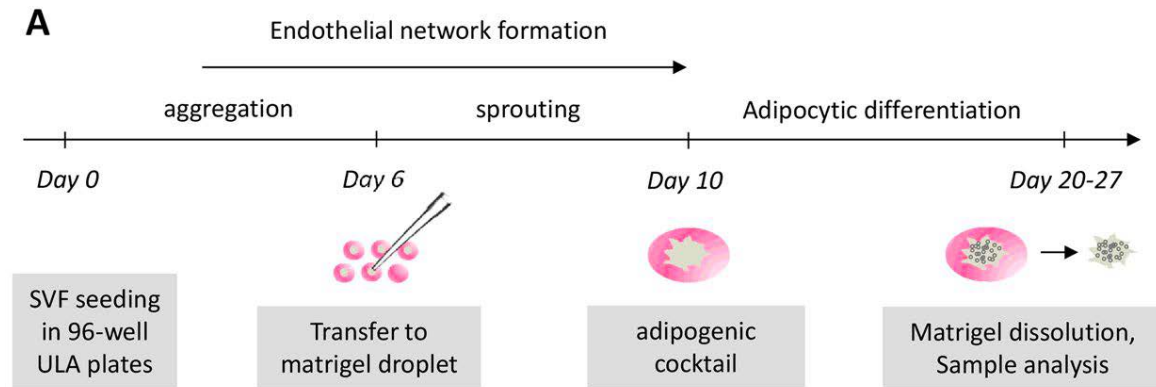 A
Endothelial network formation
aggregation
sprouting
Adipocytic differentiation
Day 0
Day 6
Day 10
Day 20-27
SVF seeding
in 96-well
ULA plates
Transfer to
matrigel droplet
adipogenic
cocktail
Matrigel dissolution,
Sample analysis